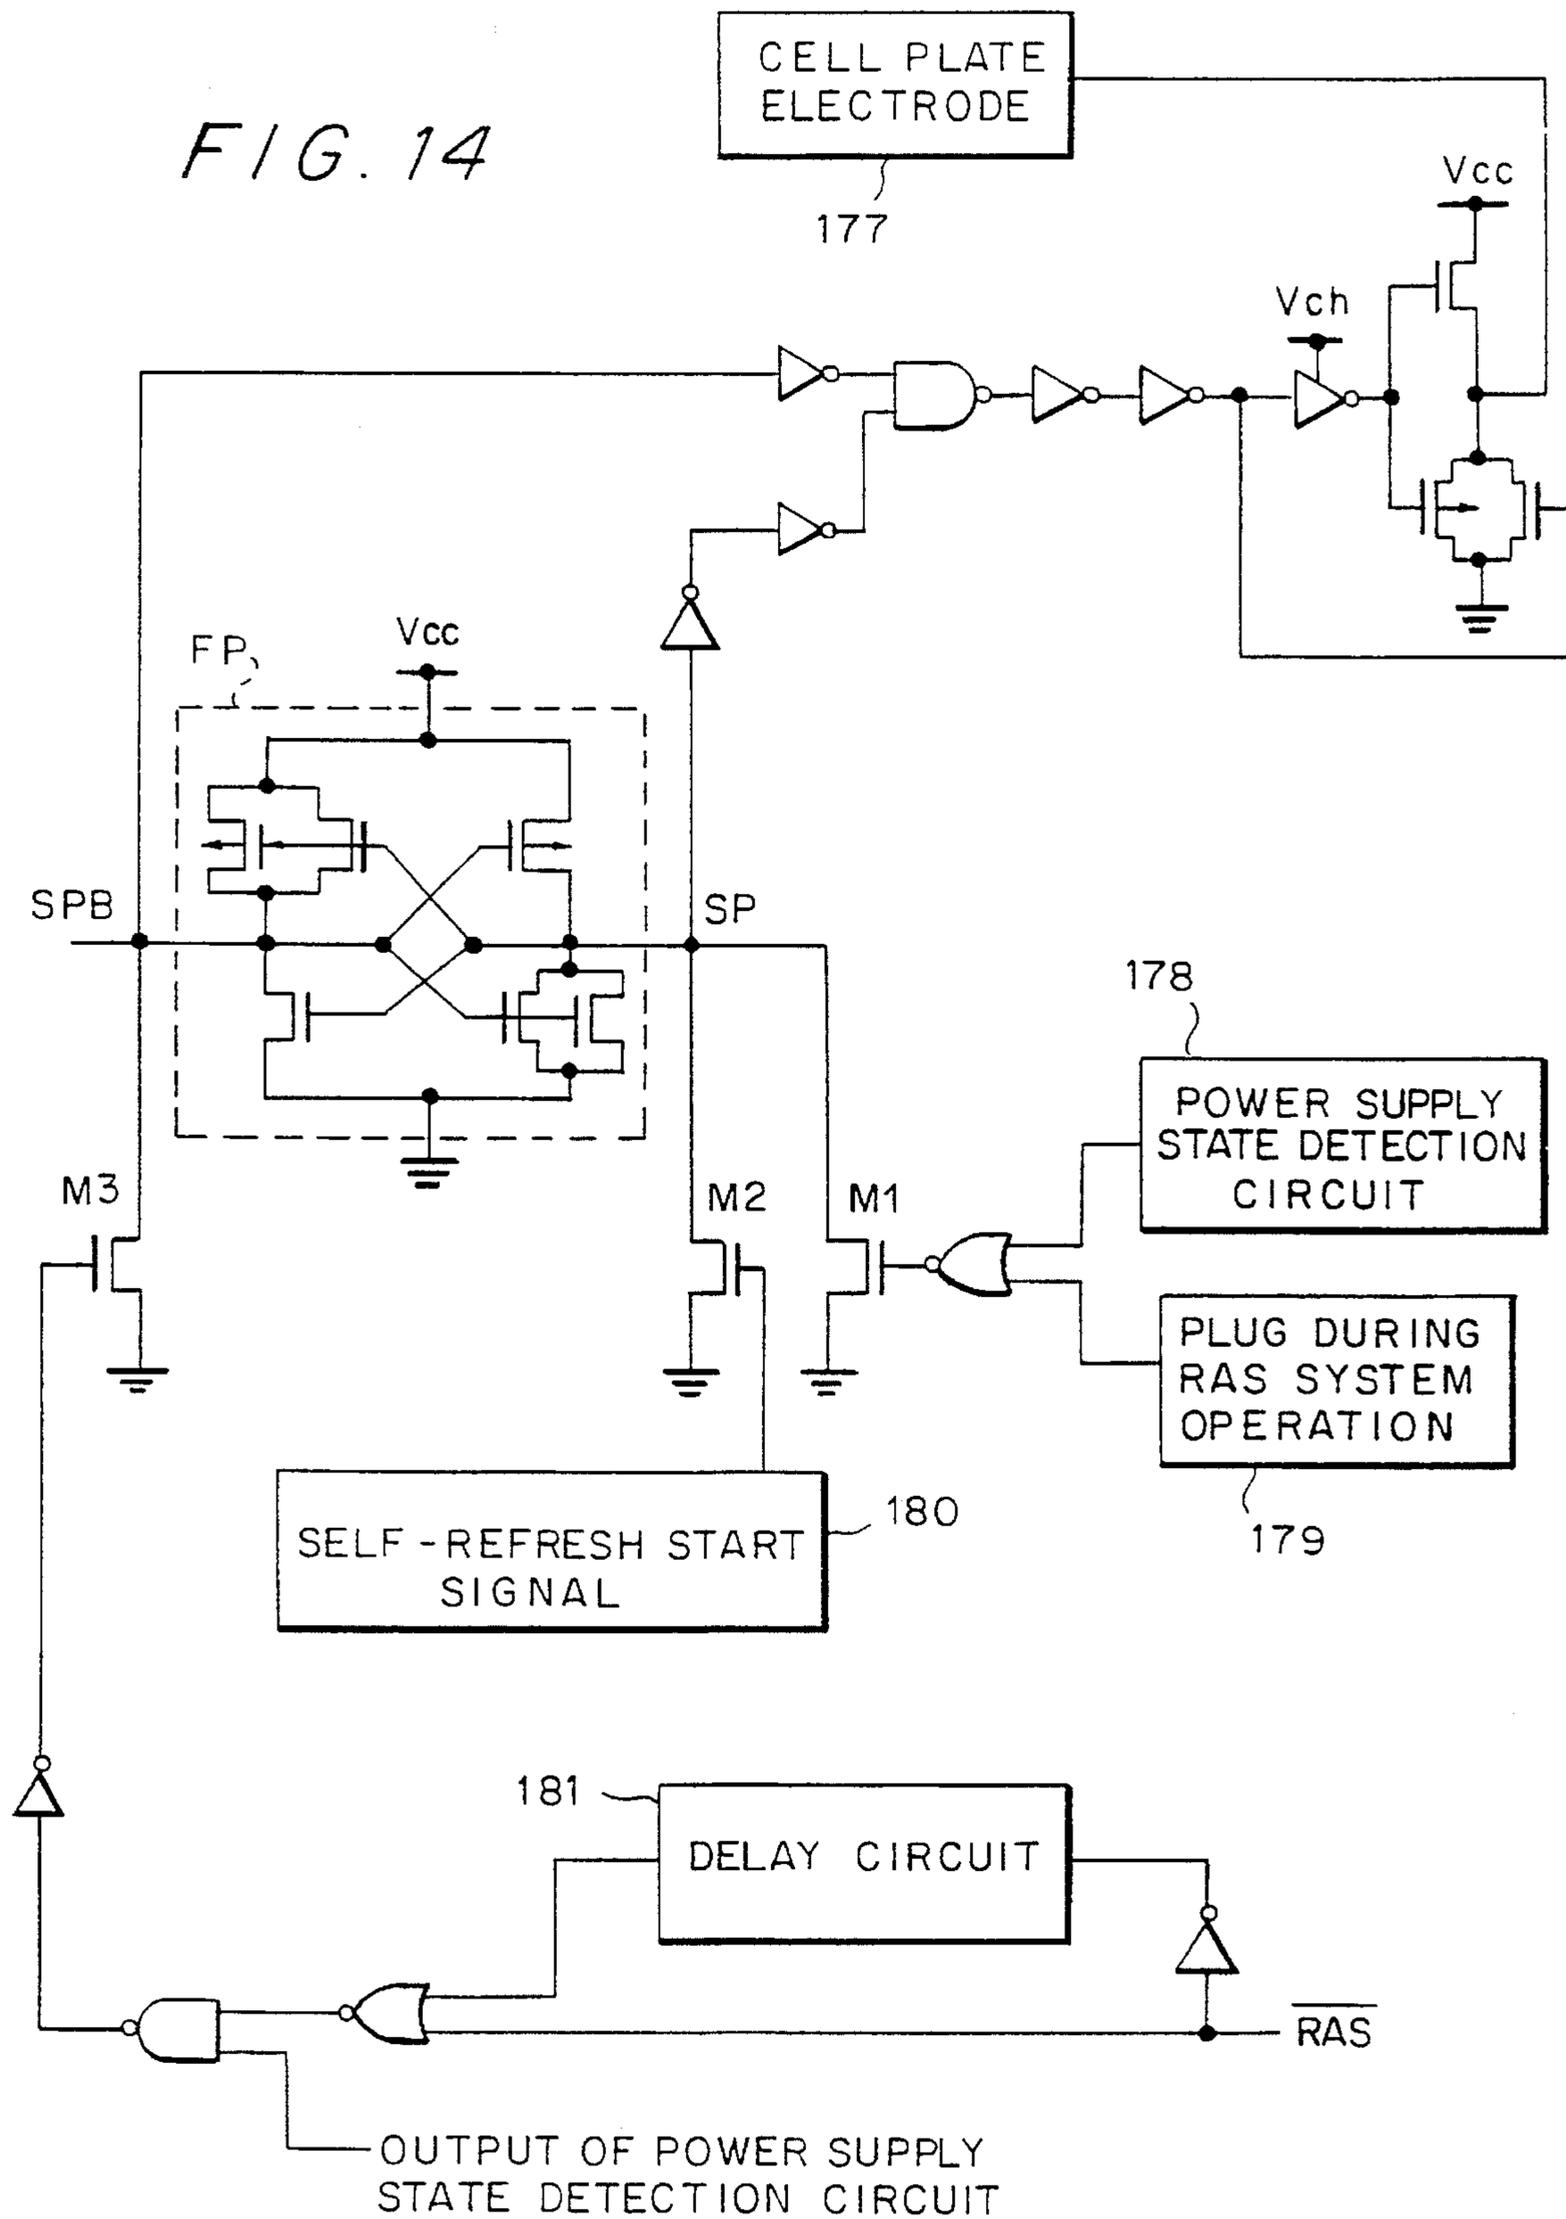 FIG. 14
CELL PLATE
ELECTRODE
177
Vcc
Vch
FP
Vcc
SPB
SP
178
POWER SUPPLY
STATE DETECTION
CIRCUIT
M3
M2
M1
PLUG DURING
RAS SYSTEM
OPERATION
179
180
SELF-REFRESH START
SIGNAL
181
DELAY CIRCUIT
RAS
OUTPUT OF POWER SUPPLY
STATE DETECTION CIRCUIT